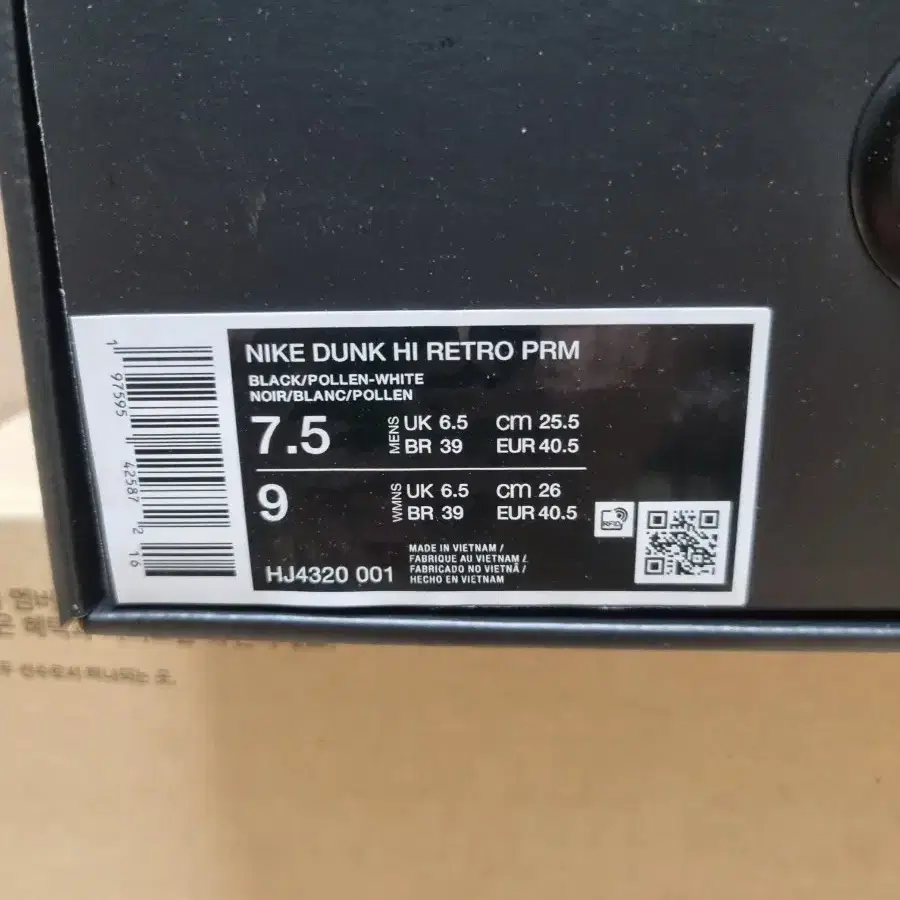 NIKE DUNK HI RETRO PRM
BLACK/POLLEN-WHITE
NOIR/BLANC/POLLEN
7.5 MENS UK 6.5 cm 25.5
BR 39 EUR 40.5
9 WMNS UK 6.5 cm 26
BR 39 EUR 40.5
RFID
HJ4320 001
MADE IN VIETNAM /
FABRIQUE AU VIETNAM /
FABRICADO NO VIETNÃ /
HECHO EN VIETNAM
1 97595 42587 2 16